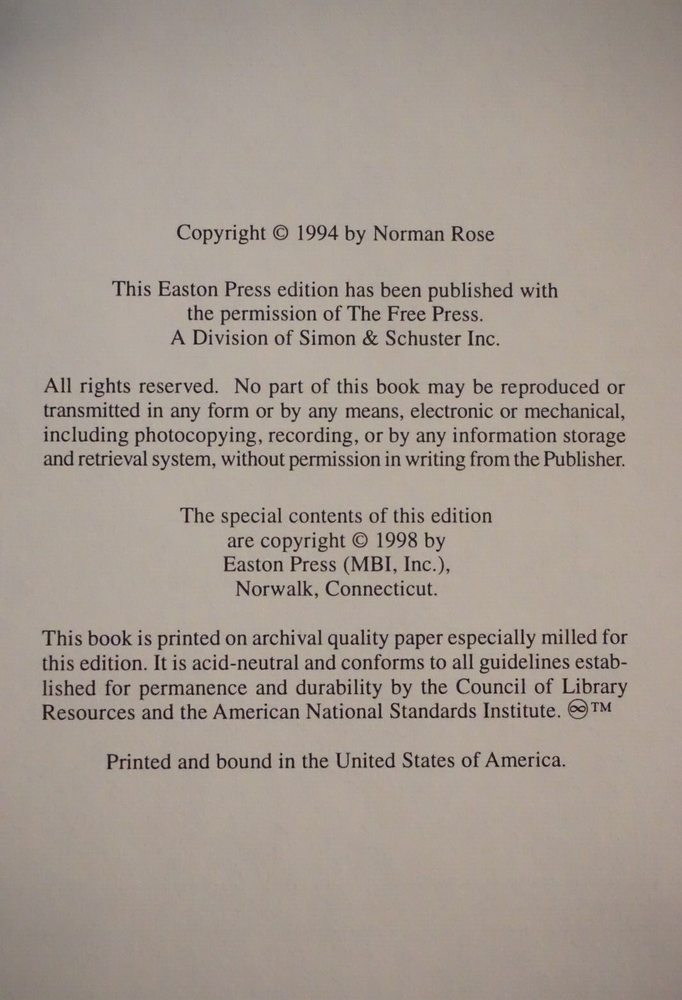 Copyright © 1994 by Norman Rose
This Easton Press edition has been published with
the permission of The Free Press.
A Division of Simon & Schuster Inc.
All rights reserved. No part of this book may be reproduced or
transmitted in any form or by any means, electronic or mechanical,
including photocopying, recording, or by any information storage
and retrieval system, without permission in writing from the Publisher.
The special contents of this edition
are copyright © 1998 by
Easton Press (MBI, Inc.),
Norwalk, Connecticut.
This book is printed on archival quality paper especially milled for
this edition. It is acid-neutral and conforms to all guidelines estab-
lished for permanence and durability by the Council of Library
Resources and the American National Standards Institute. ♾™
Printed and bound in the United States of America.